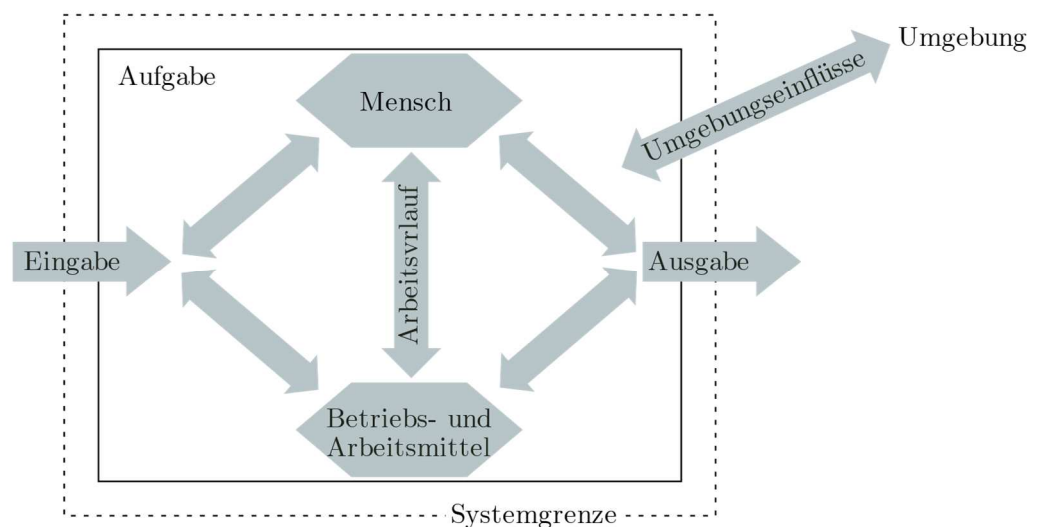 Umgebung
Aufgabe
Mensch
Umgebungseinflüsse
Arbeitsvrlauf
Eingabe
Ausgabe
Betriebs- und
Arbeitsmittel
Systemgrenze